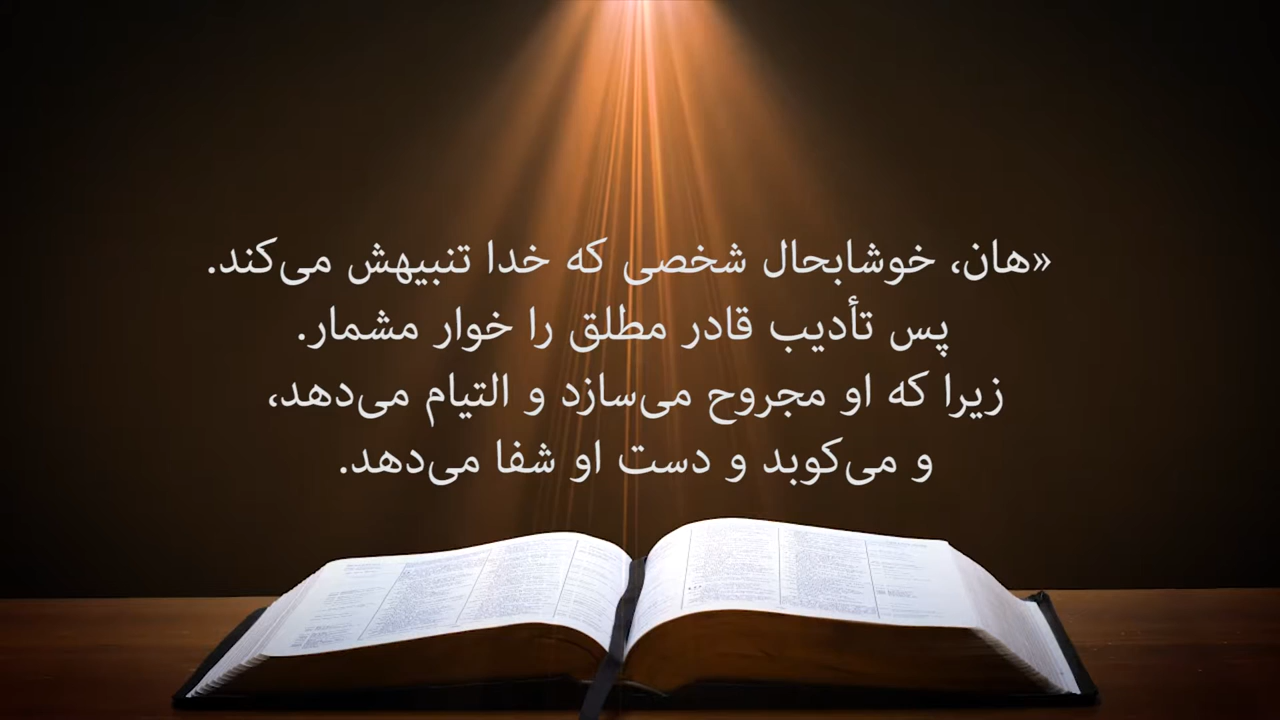 «هان، خوشابحال شخصی که خدا تنبیهش می‌کند.
پس تأدیب قادر مطلق را خوار مشمار.
زیرا که او مجروح می‌سازد و التیام می‌دهد،
و می‌کوبد و دست او شفا می‌دهد.